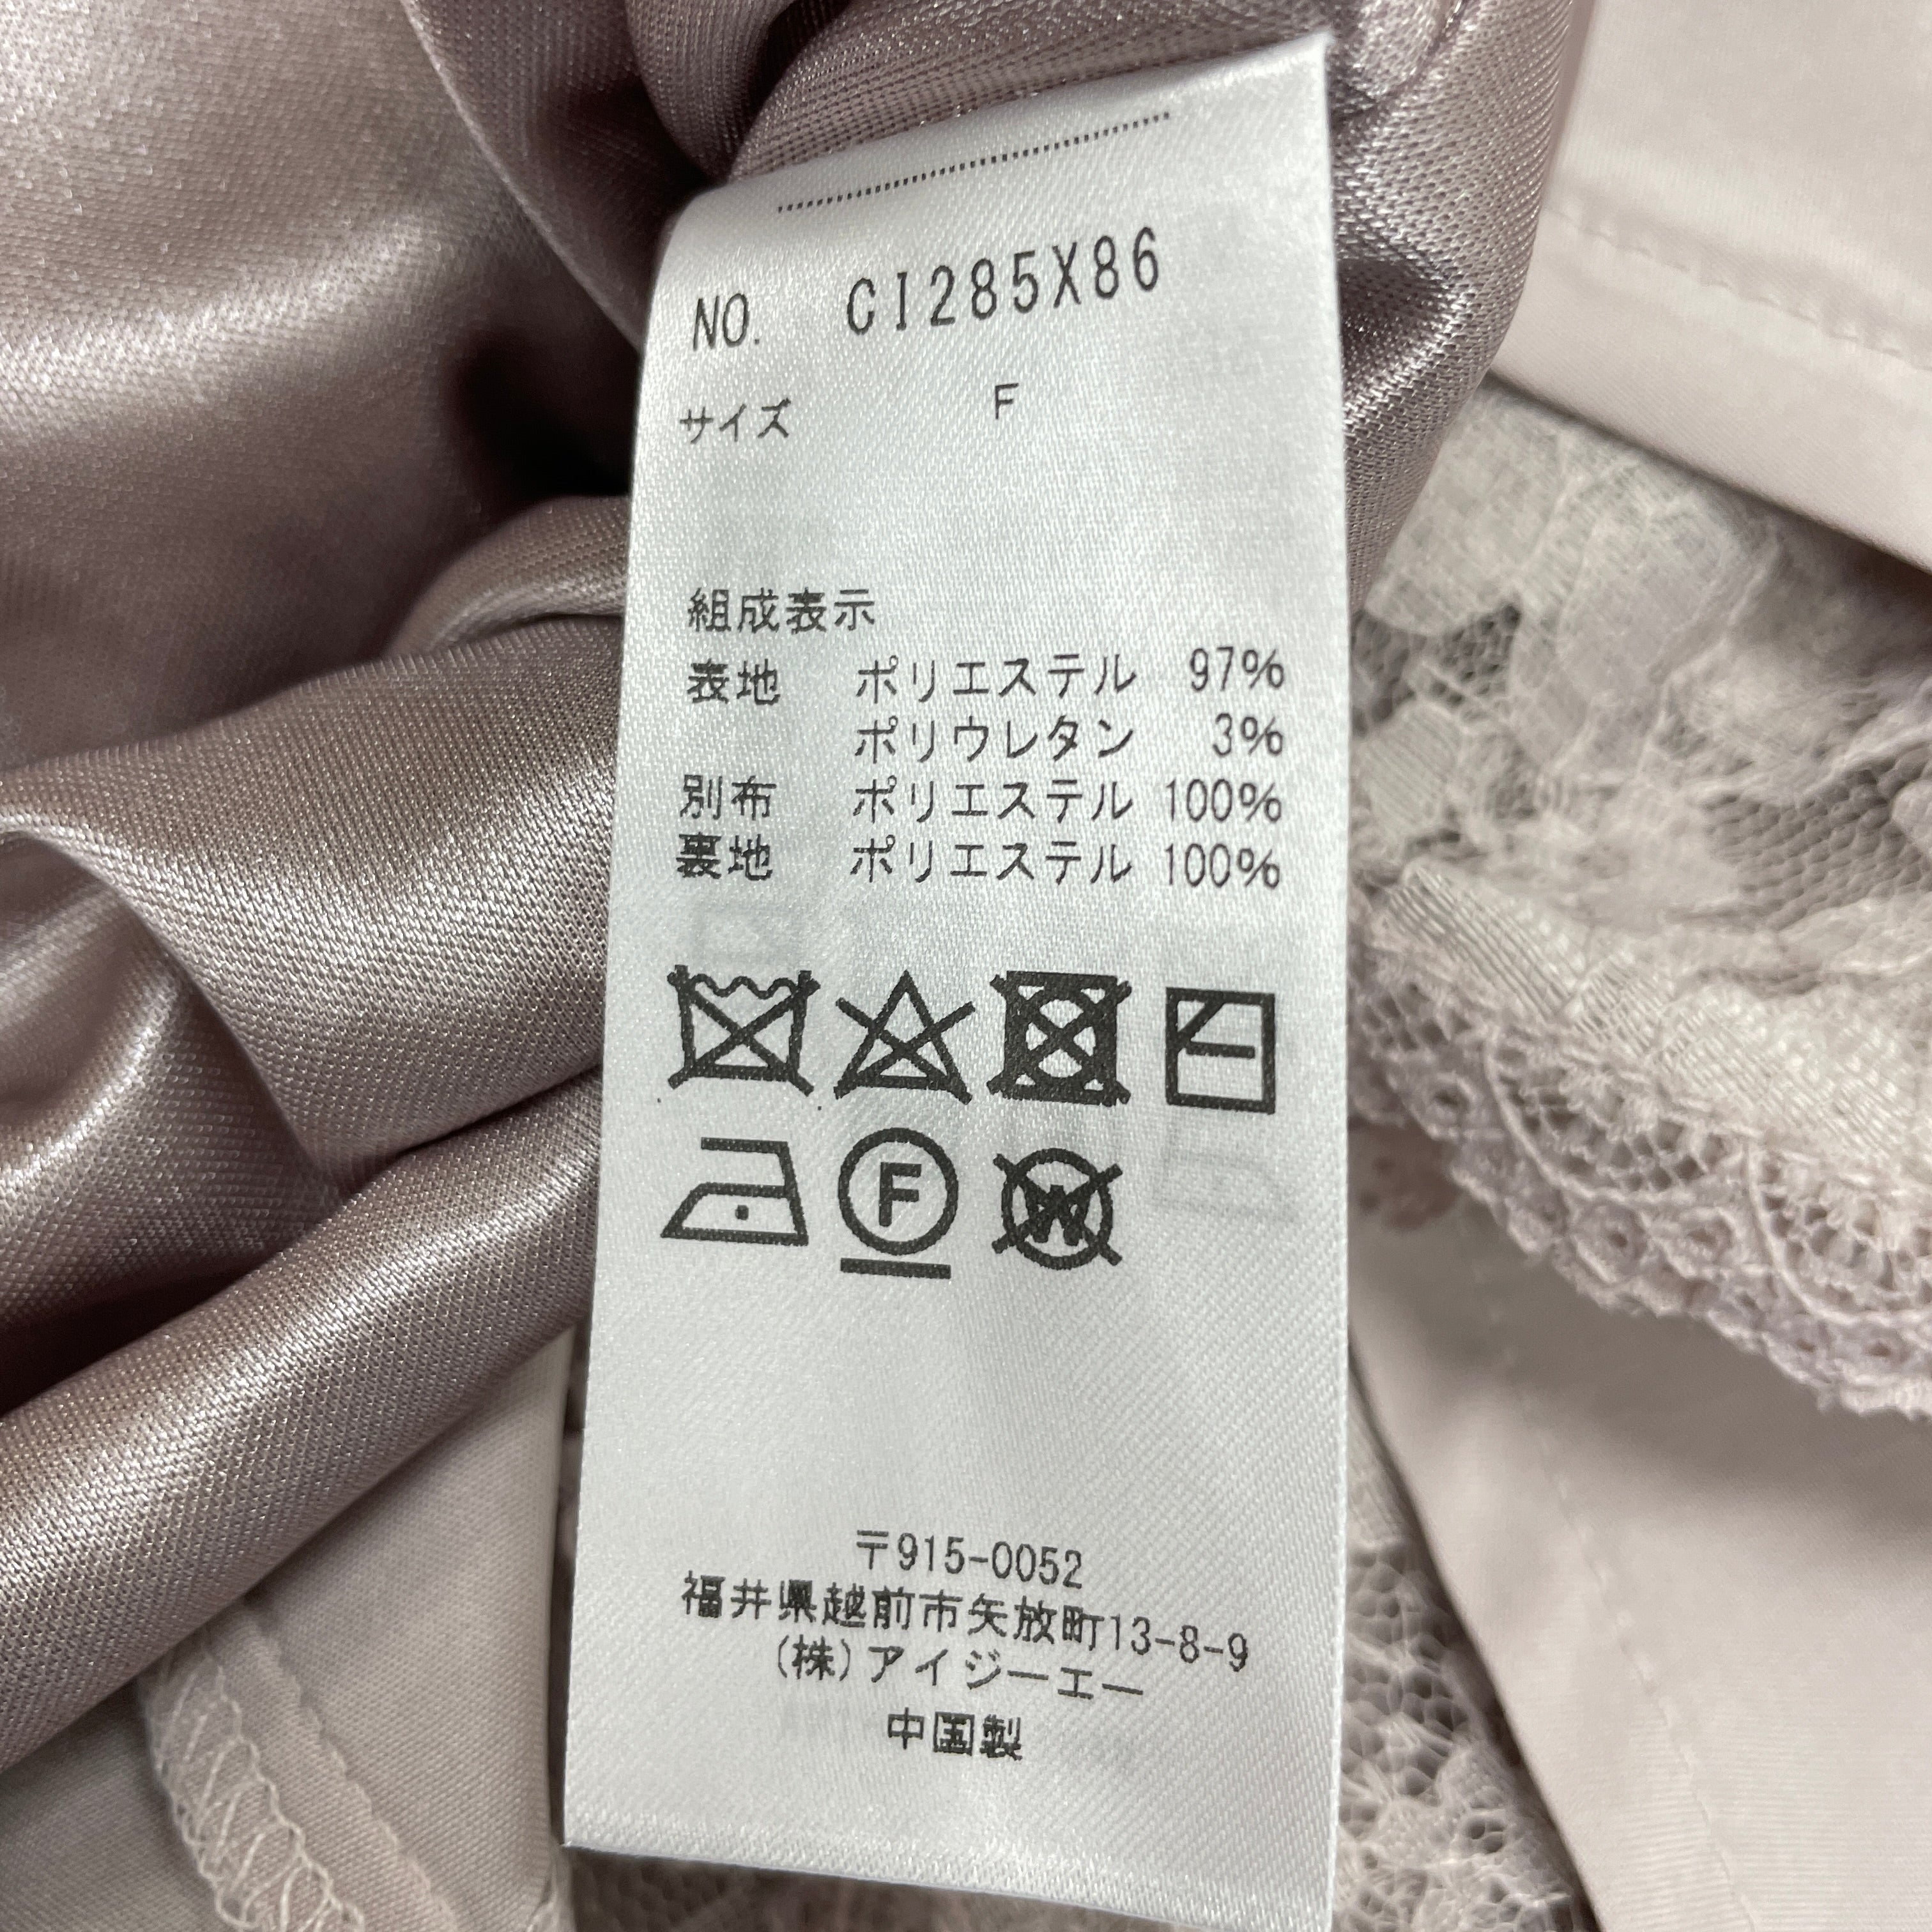 NO. CI285X86
サイズ F
組成表示
表地 ポリエステル 97%
ポリウレタン 3%
別布 ポリエステル 100%
裏地 ポリエステル 100%
F W
〒915-0052
福井県越前市矢放町13-8-9
(株)アイジーエー
中国製